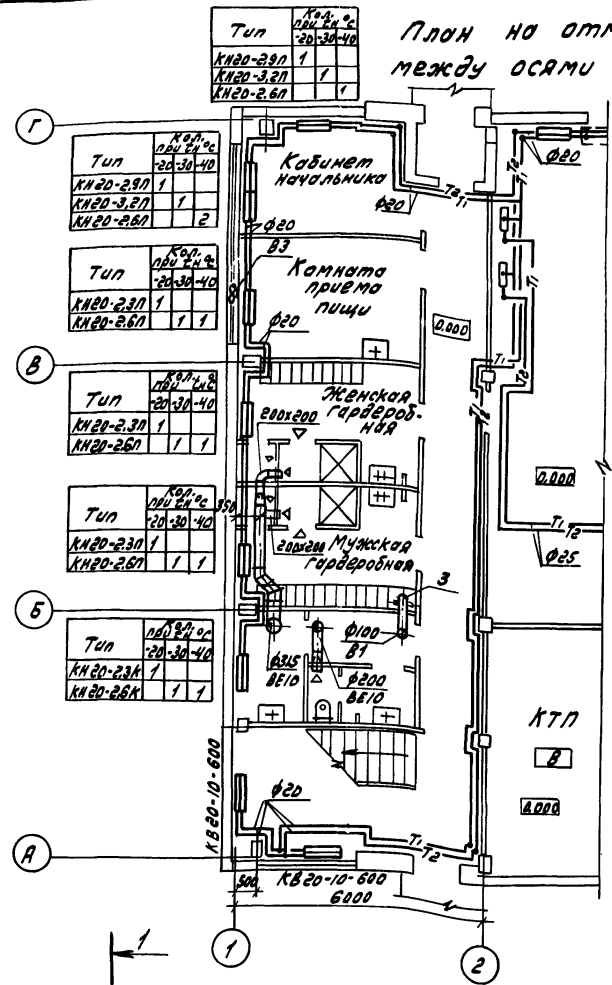 План на отм
между осями
Тип Кол. при tн °С
-20 -30 -40
КН20-2,9п 1
КН20-3,2п 1
КН20-2,6п 1
Г
Тип Кол. при tн °С
-20 -30 -40
КН20-2,9п 1
КН20-3,2п 1
КН20-2,6п 2
Кабинет
начальника
ф20
Т2
Т1
ф20
Т2
Т1
ф20
В3
Тип Кол. при tн °С
-20 -30 -40
КН20-2,3п 1
КН20-2,6п 1 1
Комната
приема
пищи
Т1
ф20
0.000
В
Т1
Т2
Т1
Т2
Тип Кол. при tн °С
-20 -30 -40
КН20-2,3п 1
КН20-2,6п 1 1
Женская
гардероб-
ная
200х200
0.000
Тип Кол. при tн °С
-20 -30 -40
КН20-2,3п 1
КН20-2,6п 1 1
350
200х200
Мужская
гардеробная
Т1 Т2
ф25
3
Б
Тип Кол. при tн °С
-20 -30 -40
КН20-2,3к 1
КН20-2,6к 1 1
ф100
В1
ф315
ВЕ10
ф200
ВЕ10
КТП
В
0.000
КВ20-10-600
ф20
А
Т1
Т2
500
КВ20-10-600
6000
1
1
2